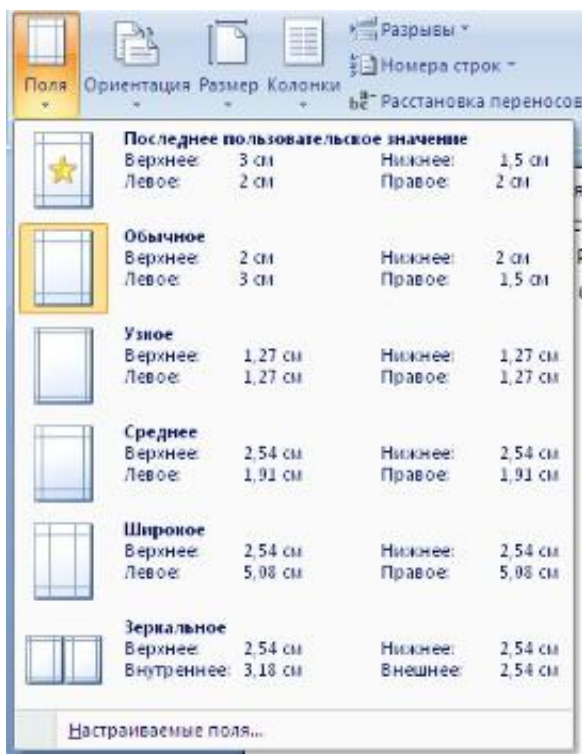 Разрывы
Номера строк
Поля Ориентация Размер Колонки
Расстановка переносов
Последнее пользовательское значение
Верхнее: 3 см Нижнее: 1,5 см
Левое: 2 см Правое: 2 см
Обычное
Верхнее: 2 см Нижнее: 2 см
Левое: 3 см Правое: 1,5 см
Узкое
Верхнее: 1,27 см Нижнее: 1,27 см
Левое: 1,27 см Правое: 1,27 см
Среднее
Верхнее: 2,54 см Нижнее: 2,54 см
Левое: 1,91 см Правое: 1,91 см
Широкое
Верхнее: 2,54 см Нижнее: 2,54 см
Левое: 5,08 см Правое: 5,08 см
Зеркальное
Верхнее: 2,54 см Нижнее: 2,54 см
Внутреннее: 3,18 см Внешнее: 2,54 см
Настраиваемые поля...